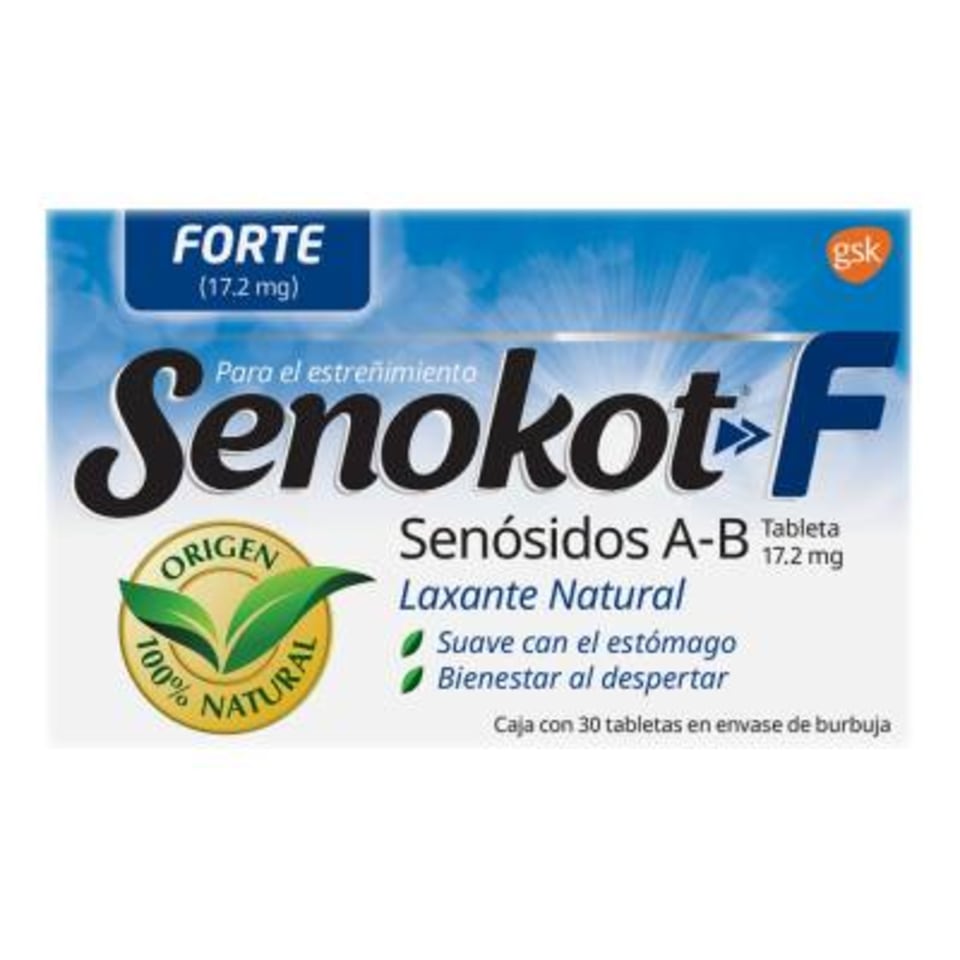 FORTE
(17.2 mg)
gsk
Para el estreñimiento
Senokot®F
Senósidos A-B
Tableta
17.2 mg
Laxante Natural
Suave can el estómago
Bienestar al despertar
ORIGEN
100% NATURAL
Caja con 30 tabletas en envase de burbuja